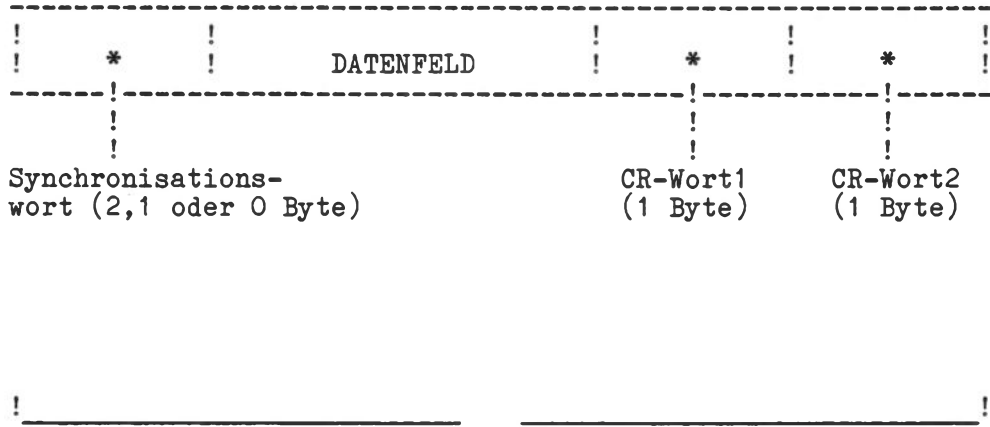 * DATENFELD * *
Synchronisations- CR-Wort1 CR-Wort2
wort (2,1 oder 0 Byte) (1 Byte) (1 Byte)